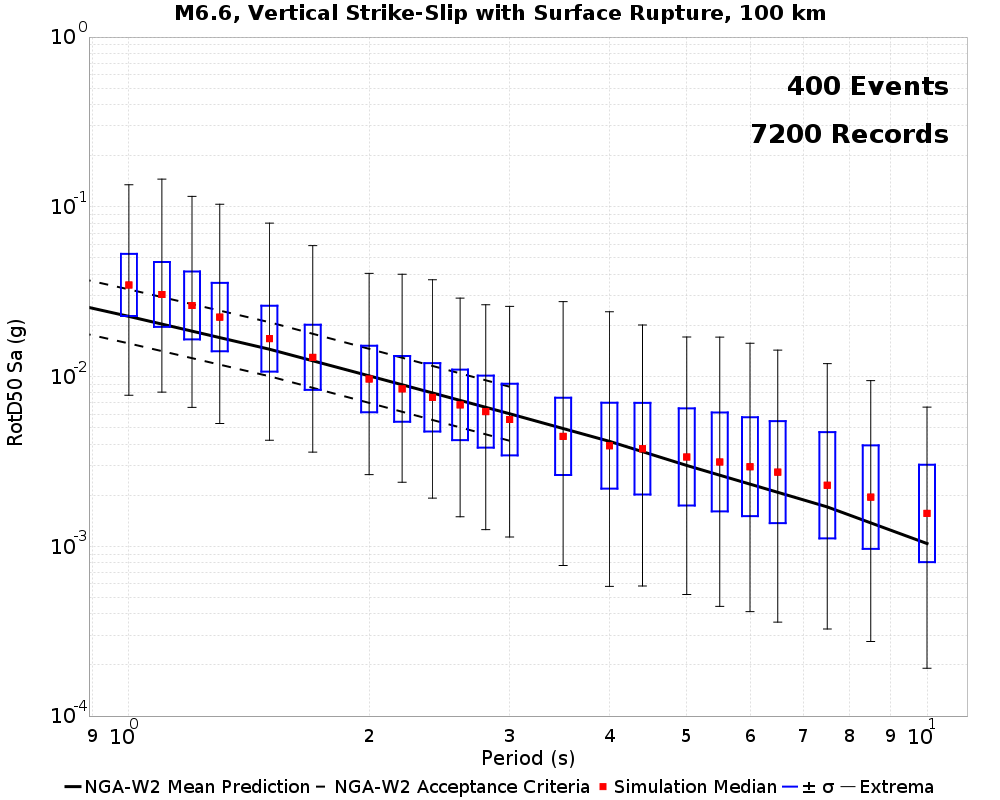 M6.6, Vertical Strike-Slip with Surface Rupture, 100 km
400 Events
7200 Records
10^0
10^-1
10^-2
10^-3
10^-4
RotD50 Sa (g)
9 10^0 2 3 4 5 6 7 8 9 10^1
Period (s)
NGA-W2 Mean Prediction NGA-W2 Acceptance Criteria Simulation Median ± σ Extrema